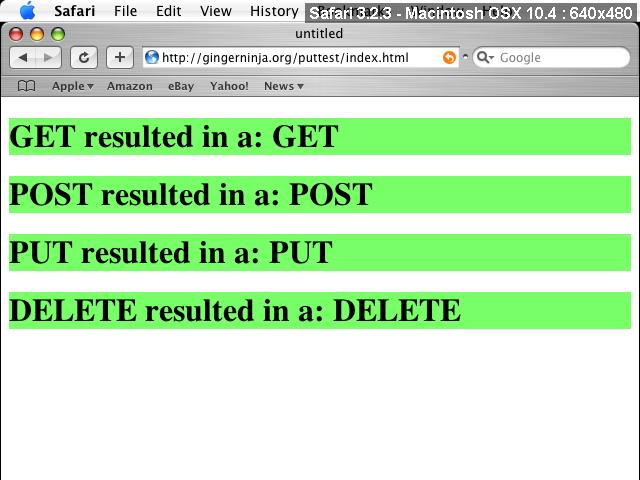 Safari File Edit View History
Safari 3.2.3 - Macintosh OSX 10.4 : 640x480
untitled
http://gingerninja.org/puttest/index.html
Google
Apple Amazon eBay Yahoo! News
GET resulted in a: GET
POST resulted in a: POST
PUT resulted in a: PUT
DELETE resulted in a: DELETE